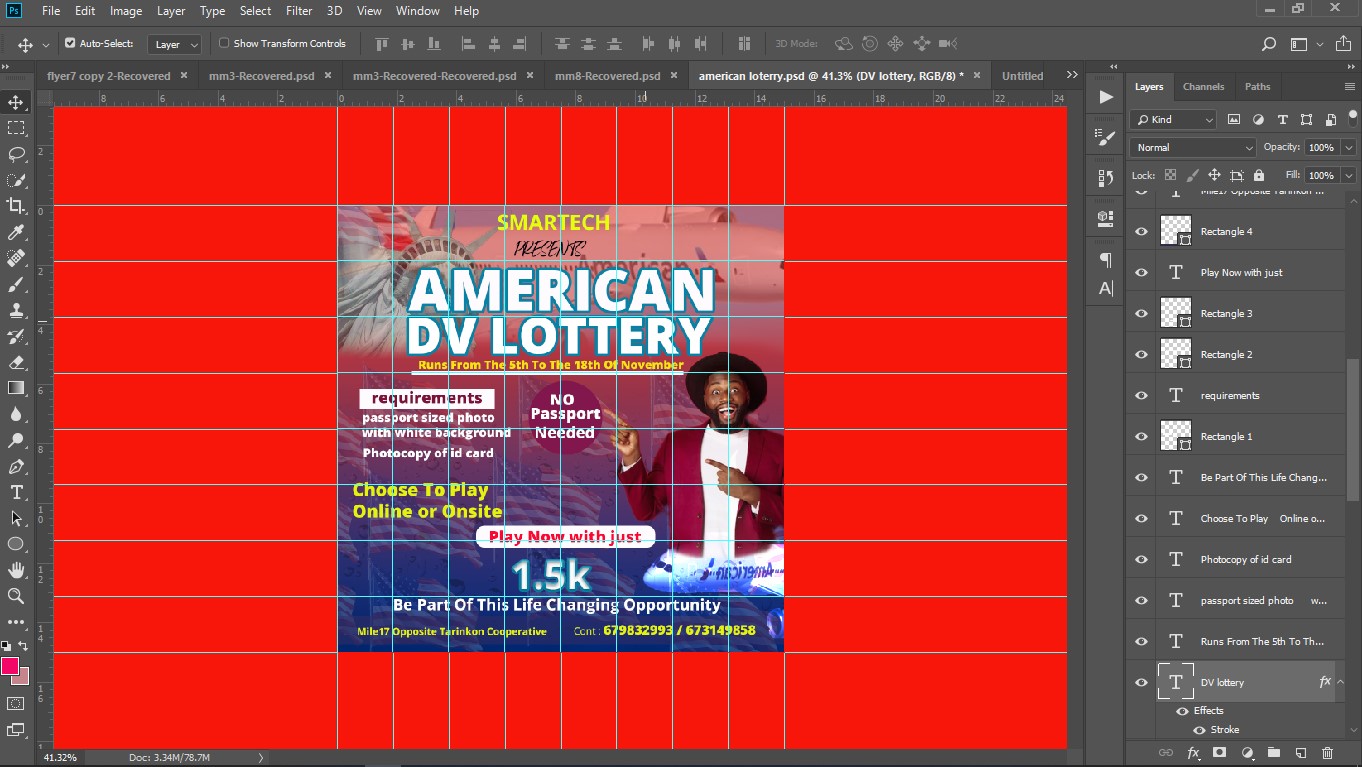 Ps File Edit Image Layer Type Select Filter 3D View Window Help
Auto-Select: Layer Show Transform Controls 3D Mode:
flyer7 copy 2-Recovered × mm3-Recovered.psd × mm3-Recovered-Recovered.psd × mm8-Recovered.psd × american loterry.psd @ 41.3% (DV lottery, RGB/8) * × Untitled
8 6 4 2 0 2 4 6 8 10 12 14 16 18 20 22 24
SMARTECH
PRESENTS
American
AMERICAN
DV LOTTERY
Runs From The 5th To The 18th Of November
requirements
passport sized photo
with white background
Photocopy of id card
NO
Passport
Needed
Choose To Play
Online or Onsite
Play Now with just
1.5k
American
Be Part Of This Life Changing Opportunity
Mile17 Opposite Tarinkon Cooperative Cont : 679832993 / 673149858
41.32% Doc: 3.34M/78.7M
Layers Channels Paths
Kind
Normal Opacity: 100%
Lock: Fill: 100%
Mile17 Opposite Tarinkon ...
Rectangle 4
Play Now with just
Rectangle 3
Rectangle 2
requirements
Rectangle 1
Be Part Of This Life Chang...
Choose To Play Online o...
Photocopy of id card
passport sized photo w...
Runs From The 5th To Th...
DV lottery fx
Effects
Stroke